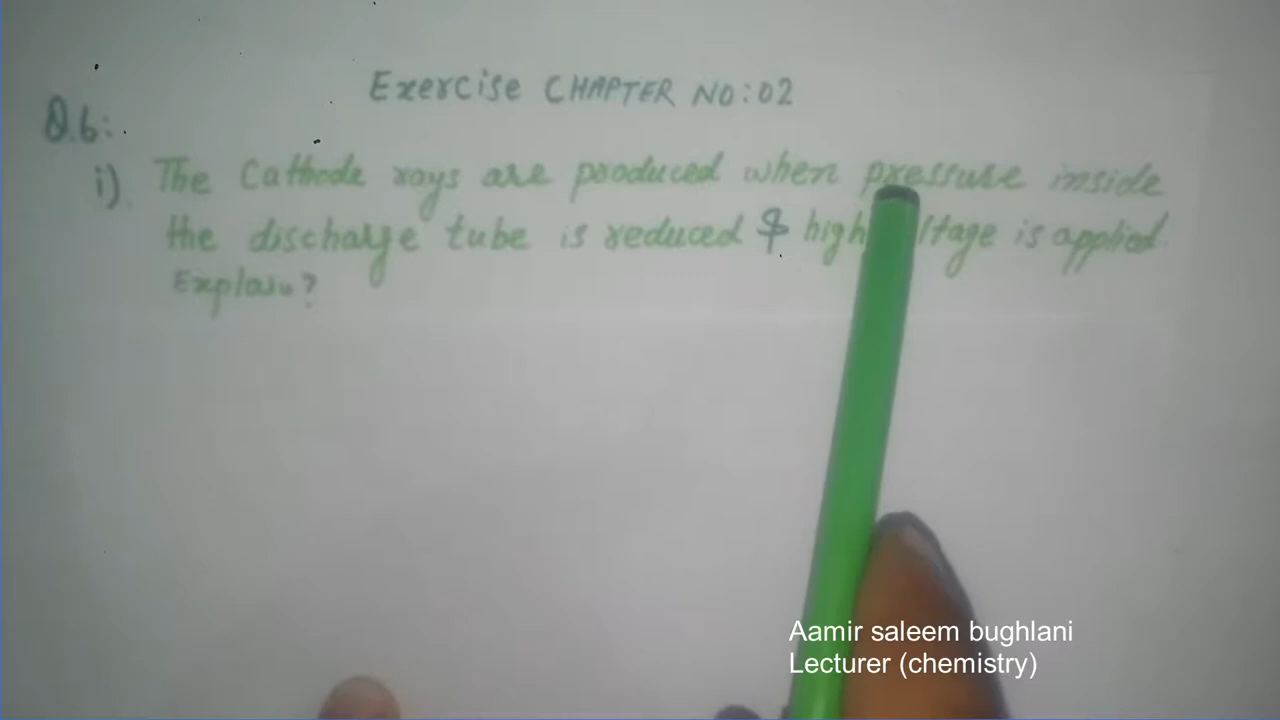 Exercise CHAPTER NO:02
Q.6:
i). The Cathode rays are produced when pressure inside
the discharge tube is reduced & high ltage is applied.
Explain?
Aamir saleem bughlani
Lecturer (chemistry)